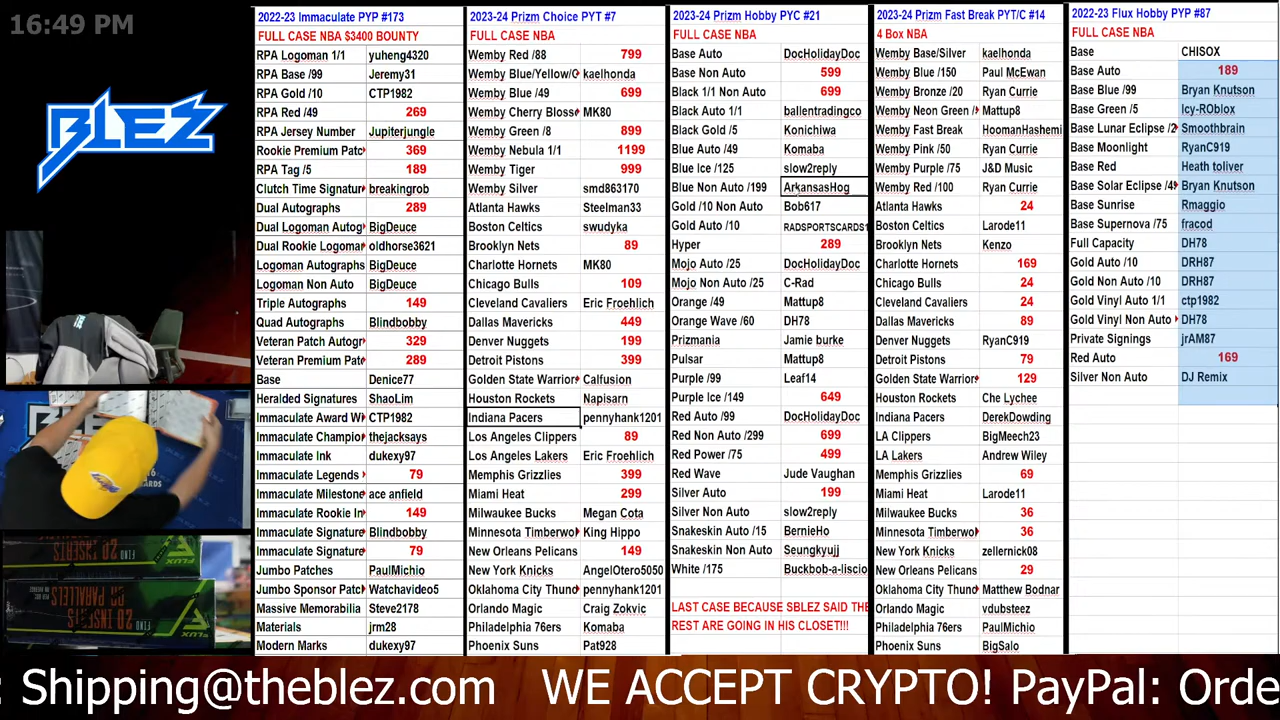 16:49 PM
BLEZ
2022-23 Immaculate PYP #173
FULL CASE NBA $3400 BOUNTY
RPA Logoman 1/1 yuheng4320
RPA Base /99 Jeremy31
RPA Gold /10 CTP1982
RPA Red /49 269
RPA Jersey Number Jupiterjungle
Rookie Premium Patc 369
RPA Tag /5 189
Clutch Time Signatur breakingrob
Dual Autographs 289
Dual Logoman Autog BigDeuce
Dual Rookie Logomar oldhorse3621
Logoman Autographs BigDeuce
Logoman Non Auto BigDeuce
Triple Autographs 149
Quad Autographs Blindbobby
Veteran Patch Autogr 329
Veteran Premium Pate 289
Base Denice77
Heralded Signatures ShaoLim
Immaculate Award Wi CTP1982
Immaculate Champio thejacksays
Immaculate Ink dukexy97
Immaculate Legends 79
Immaculate Milestone ace anfield
Immaculate Rookie In 149
Immaculate Signature Blindbobby
Immaculate Signature 79
Jumbo Patches PaulMichio
Jumbo Sponsor Patc Watchavideo5
Massive Memorabilia Steve2178
Materials jrm28
Modern Marks dukexy97
2023-24 Prizm Choice PYT #7
FULL CASE NBA
Wemby Red /88 799
Wemby Blue/Yellow/G kaelhonda
Wemby Blue /49 699
Wemby Cherry Blosso MK80
Wemby Green /8 899
Wemby Nebula 1/1 1199
Wemby Tiger 999
Wemby Silver smd863170
Atlanta Hawks Steelman33
Boston Celtics swudyka
Brooklyn Nets 89
Charlotte Hornets MK80
Chicago Bulls 109
Cleveland Cavaliers Eric Froehlich
Dallas Mavericks 449
Denver Nuggets 199
Detroit Pistons 399
Golden State Warrior Calfusion
Houston Rockets Napisarn
Indiana Pacers pennyhank1201
Los Angeles Clippers 89
Los Angeles Lakers Eric Froehlich
Memphis Grizzlies 399
Miami Heat 299
Milwaukee Bucks Megan Cota
Minnesota Timberwo King Hippo
New Orleans Pelicans 149
New York Knicks AngelOtero5050
Oklahoma City Thun pennyhank1201
Orlando Magic Craig Zokvic
Philadelphia 76ers Komaba
Phoenix Suns Pat928
2023-24 Prizm Hobby PYC #21
FULL CASE NBA
Base Auto DocHolidayDoc
Base Non Auto 599
Black 1/1 Non Auto 699
Black Auto 1/1 ballentradingco
Black Gold /5 Konichiwa
Blue Auto /49 Komaba
Blue Ice /125 slow2reply
Blue Non Auto /199 ArkansasHog
Gold /10 Non Auto Bob617
Gold Auto /10 RADSPORTSCARDS1
Hyper 289
Mojo Auto /25 DocHolidayDoc
Mojo Non Auto /25 C-Rad
Orange /49 Mattup8
Orange Wave /60 DH78
Prizmania Jamie burke
Pulsar Mattup8
Purple /99 Leaf14
Purple Ice /149 649
Red Auto /99 DocHolidayDoc
Red Non Auto /299 699
Red Power /75 499
Red Wave Jude Vaughan
Silver Auto 199
Silver Non Auto slow2reply
Snakeskin Auto /15 BernieHo
Snakeskin Non Auto Seungkyujj
White /175 Buckbob-a-liscio
LAST CASE BECAUSE SBLEZ SAID THE
REST ARE GOING IN HIS CLOSET!!!
2023-24 Prizm Fast Break PYT/C #14
4 Box NBA
Wemby Base/Silver kaelhonda
Wemby Blue /150 Paul McEwan
Wemby Bronze /20 Ryan Currie
Wemby Neon Green / Mattup8
Wemby Fast Break HoomanHashemi
Wemby Pink /50 Ryan Currie
Wemby Purple /75 J&D Music
Wemby Red /100 Ryan Currie
Atlanta Hawks 24
Boston Celtics Larode11
Brooklyn Nets Kenzo
Charlotte Hornets 169
Chicago Bulls 24
Cleveland Cavaliers 24
Dallas Mavericks 89
Denver Nuggets RyanC919
Detroit Pistons 79
Golden State Warrior 129
Houston Rockets Che Lychee
Indiana Pacers DerekDowding
LA Clippers BigMeech23
LA Lakers Andrew Wiley
Memphis Grizzlies 69
Miami Heat Larode11
Milwaukee Bucks 36
Minnesota Timberwo 36
New York Knicks zellernick08
New Orleans Pelicans 29
Oklahoma City Thun Matthew Bodnar
Orlando Magic vdubsteez
Philadelphia 76ers PaulMichio
Phoenix Suns BigSalo
2022-23 Flux Hobby PYP #87
FULL CASE NBA
Base CHISOX
Base Auto 189
Base Blue /99 Bryan Knutson
Base Green /5 Icy-ROblox
Base Lunar Eclipse /2 Smoothbrain
Base Moonlight RyanC919
Base Red Heath toliver
Base Solar Eclipse /4 Bryan Knutson
Base Sunrise Rmaggio
Base Supernova /75 fracod
Full Capacity DH78
Gold Auto /10 DRH87
Gold Non Auto /10 DRH87
Gold Vinyl Auto 1/1 ctp1982
Gold Vinyl Non Auto DH78
Private Signings jrAM87
Red Auto 169
Silver Non Auto DJ Remix
FIND 20 INSERTS OR PARALLELS
FLUX
: Shipping@theblez.com WE ACCEPT CRYPTO! PayPal: Orde